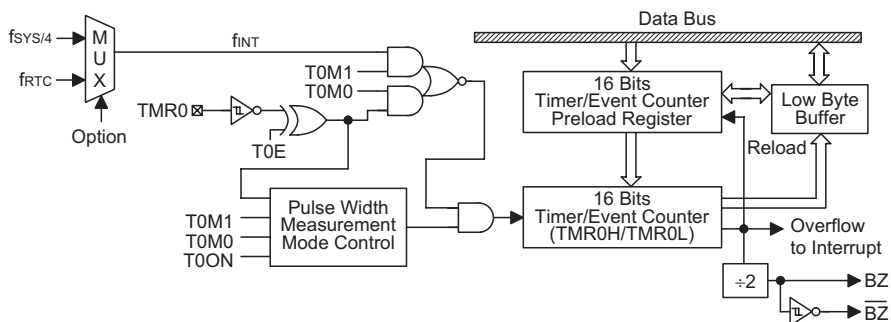 Data Bus
fSYS/4
fRTC
MUX
Option
fINT
T0M1
T0M0
TMR0
T0E
16 Bits
Timer/Event Counter
Preload Register
Low Byte
Buffer
Reload
T0M1
T0M0
T0ON
Pulse Width
Measurement
Mode Control
16 Bits
Timer/Event Counter
(TMR0H/TMR0L)
Overflow
to Interrupt
÷2
BZ
B̅Z̅